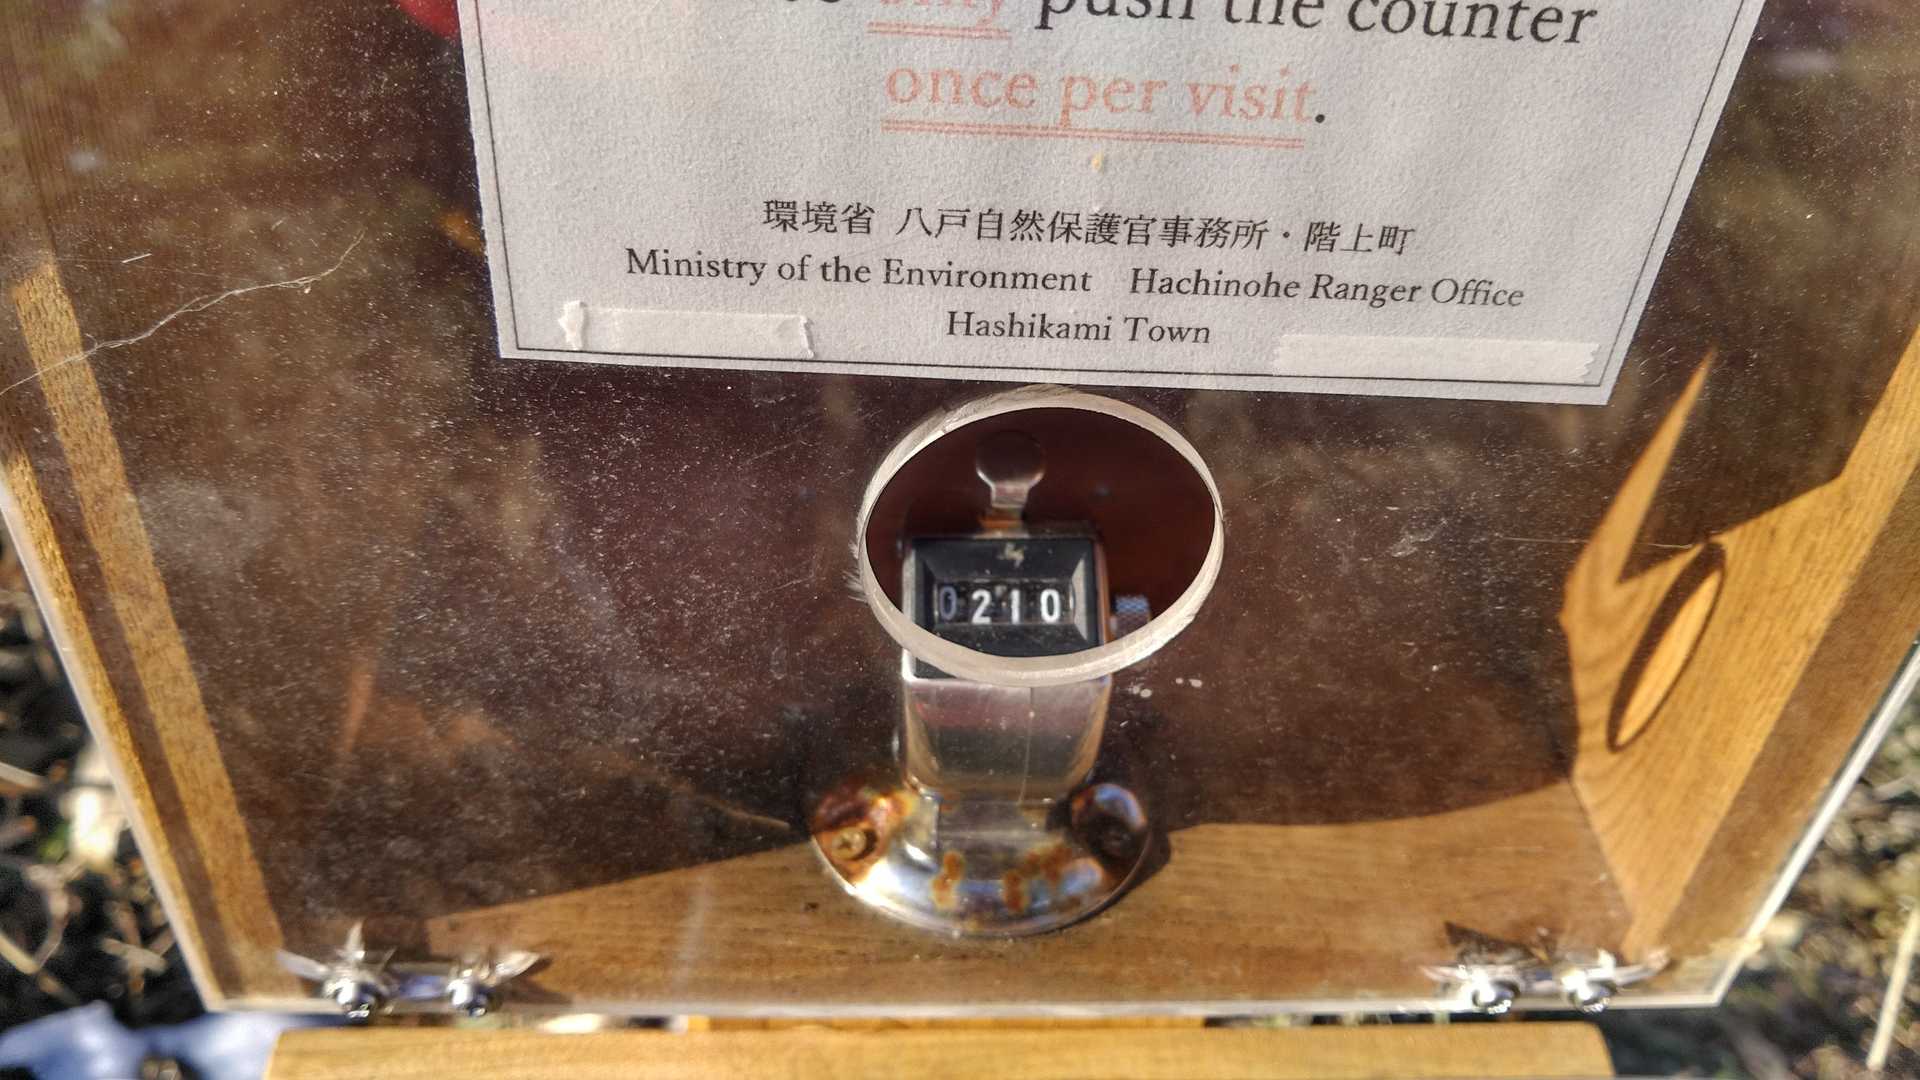 only push the counter
once per visit.
環境省 八戸自然保護官事務所・階上町
Ministry of the Environment Hachinohe Ranger Office
Hashikami Town
0210